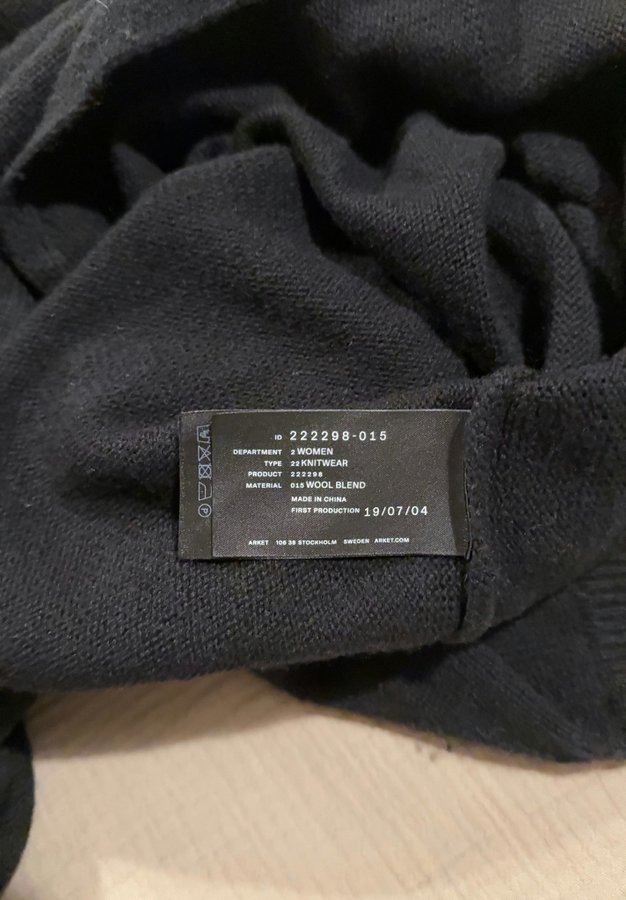 ID 222298-015
DEPARTMENT 2 WOMEN
TYPE 22 KNITWEAR
PRODUCT 222298
MATERIAL 015 WOOL BLEND
MADE IN CHINA
FIRST PRODUCTION 19/07/04
ARKET 106 38 STOCKHOLM SWEDEN ARKET.COM
P